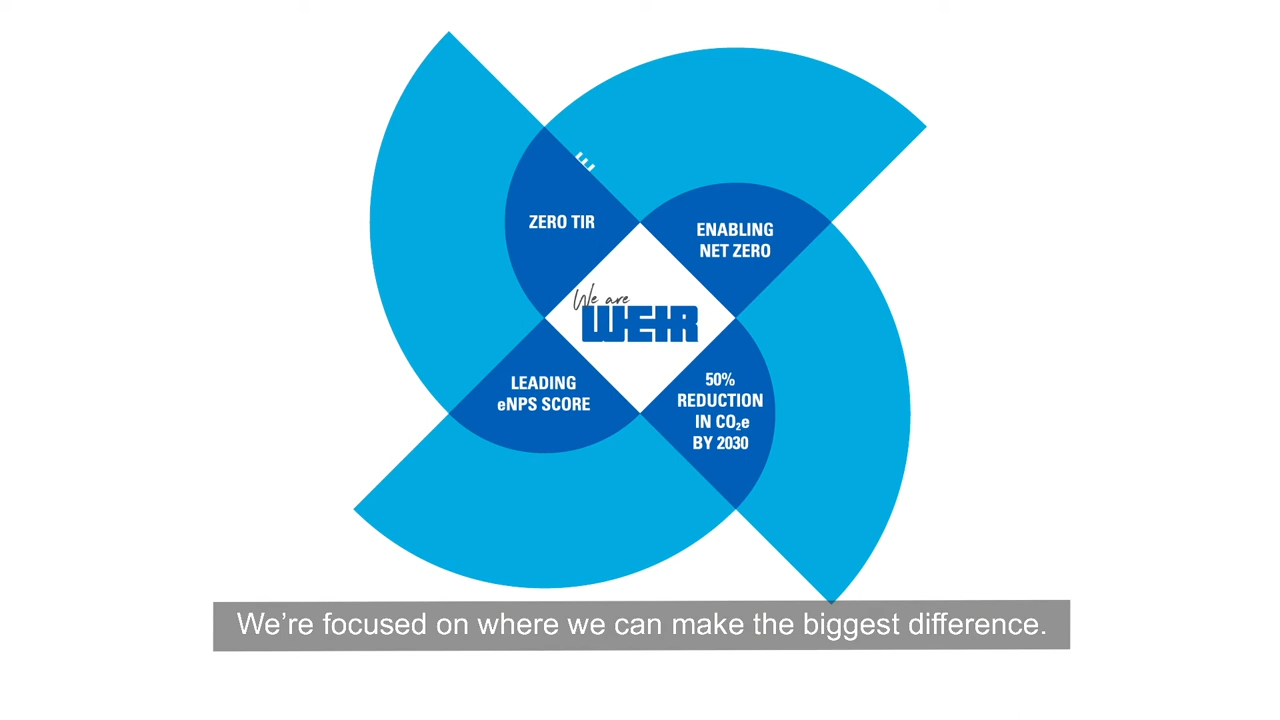 ZERO TIR
ENABLING
NET ZERO
We are
WEIR
LEADING
eNPS SCORE
50%
REDUCTION
IN CO₂e
BY 2030
We're focused on where we can make the biggest difference.